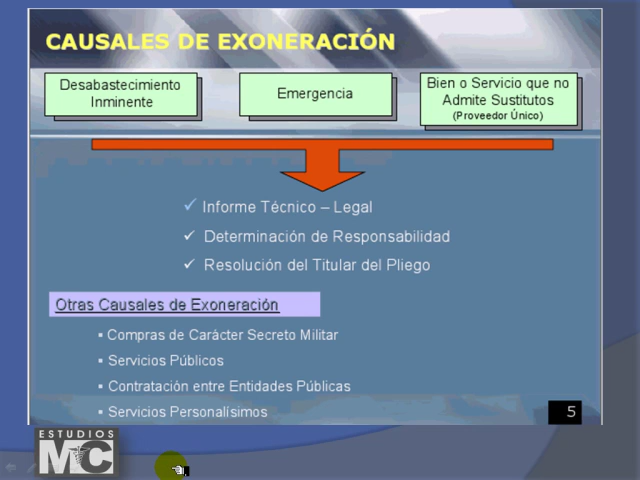 CAUSALES DE EXONERACIÓN
Desabastecimiento
Inminente
Emergencia
Bien o Servicio que no
Admite Sustitutos
(Proveedor Único)
Informe Técnico – Legal
Determinación de Responsabilidad
Resolución del Titular del Pliego
Otras Causales de Exoneración
Compras de Carácter Secreto Militar
Servicios Públicos
Contratación entre Entidades Públicas
Servicios Personalísimos
5
ESTUDIOS
MC